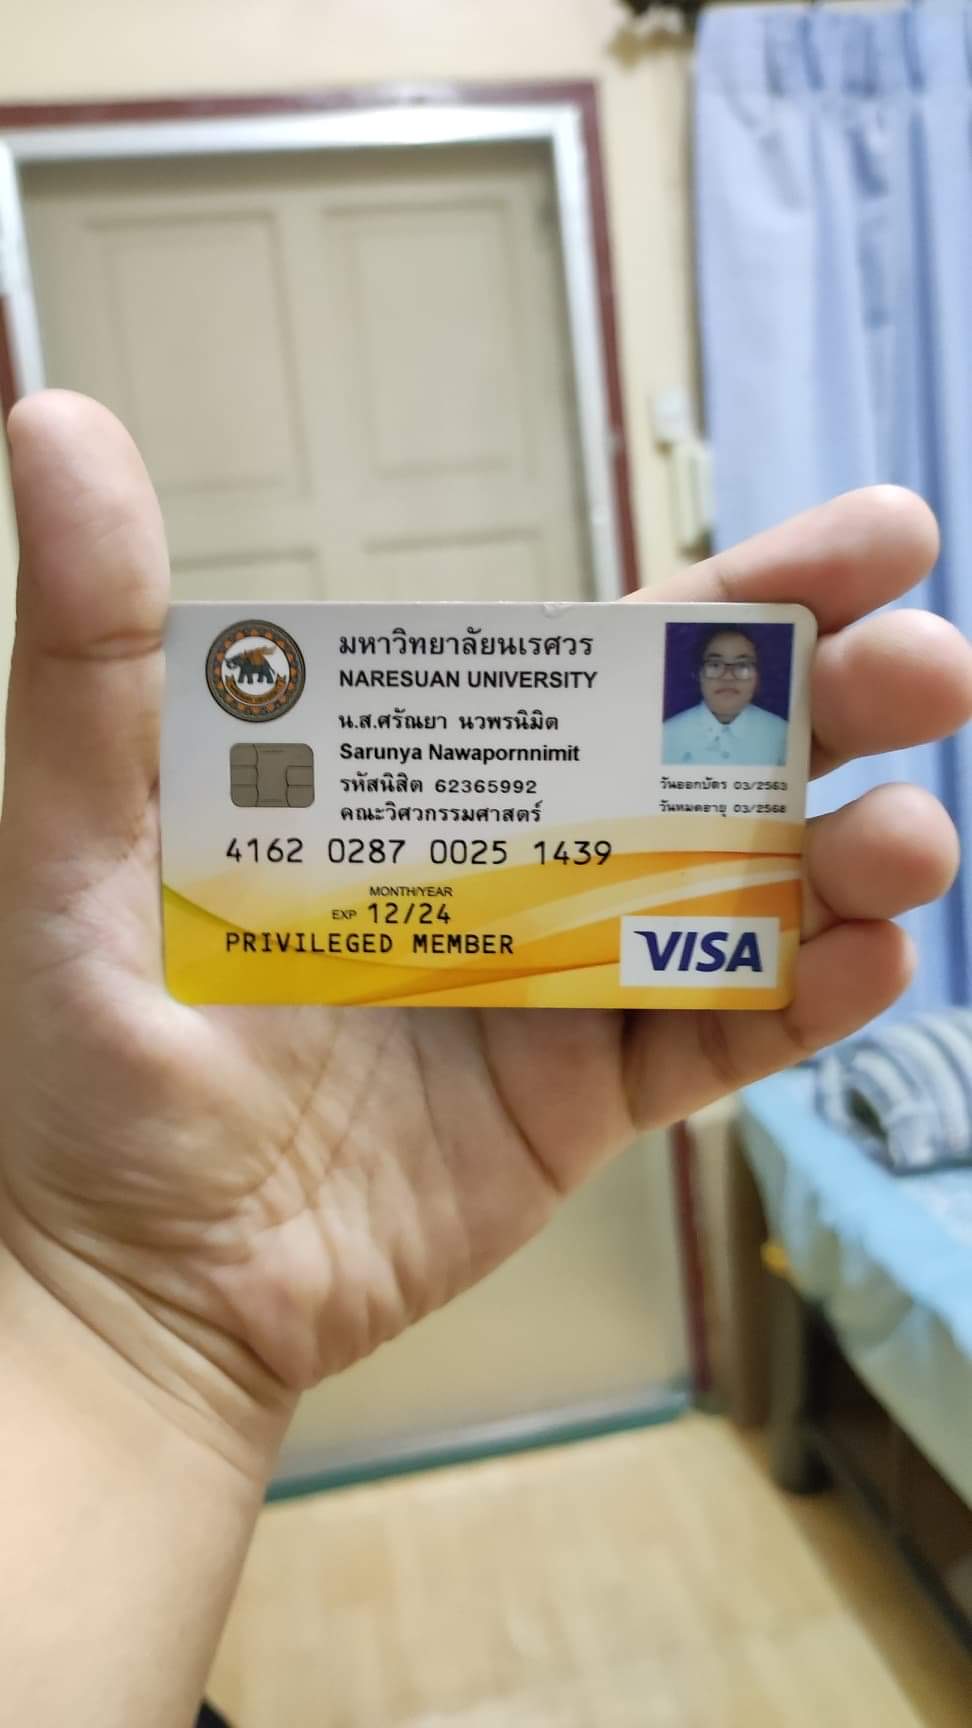 มหาวิทยาลัยนเรศวร
NARESUAN UNIVERSITY
น.ส.ศรัณยา นวพรนิมิต
Sarunya Nawapornnimit
รหัสนิสิต 62365992
คณะวิศวกรรมศาสตร์
วันออกบัตร 03/2563
วันหมดอายุ 03/2568
4162 0287 0025 1439
MONTH/YEAR
EXP 12/24
PRIVILEGED MEMBER
VISA